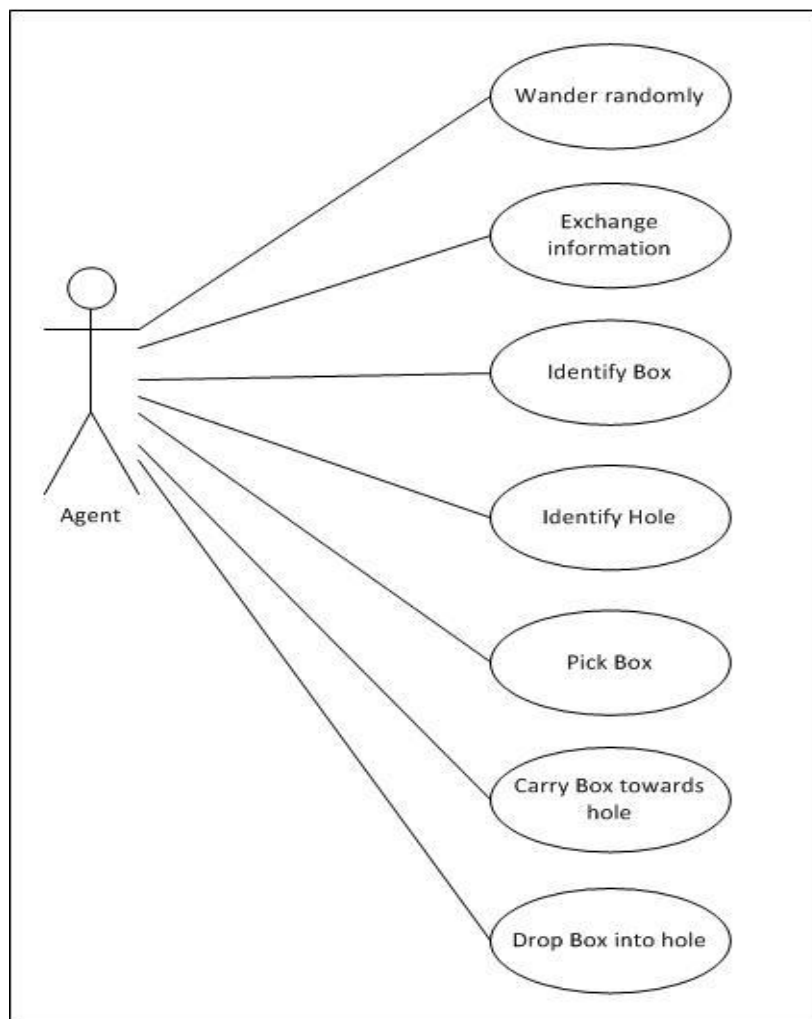 Wander randomly
Exchange
information
Identify Box
Identify Hole
Agent
Pick Box
Carry Box towards
hole
Drop Box into hole